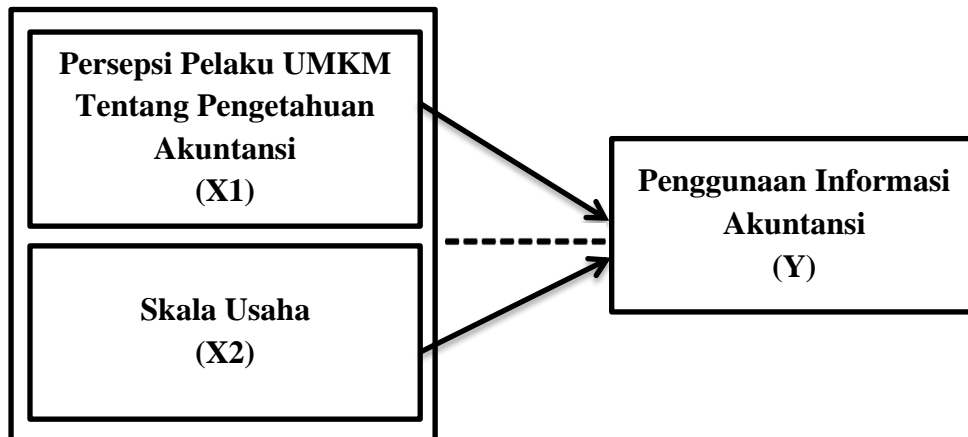 Persepsi Pelaku UMKM
Tentang Pengetahuan
Akuntansi
(X1)
Penggunaan Informasi
Akuntansi
(Y)
Skala Usaha
(X2)